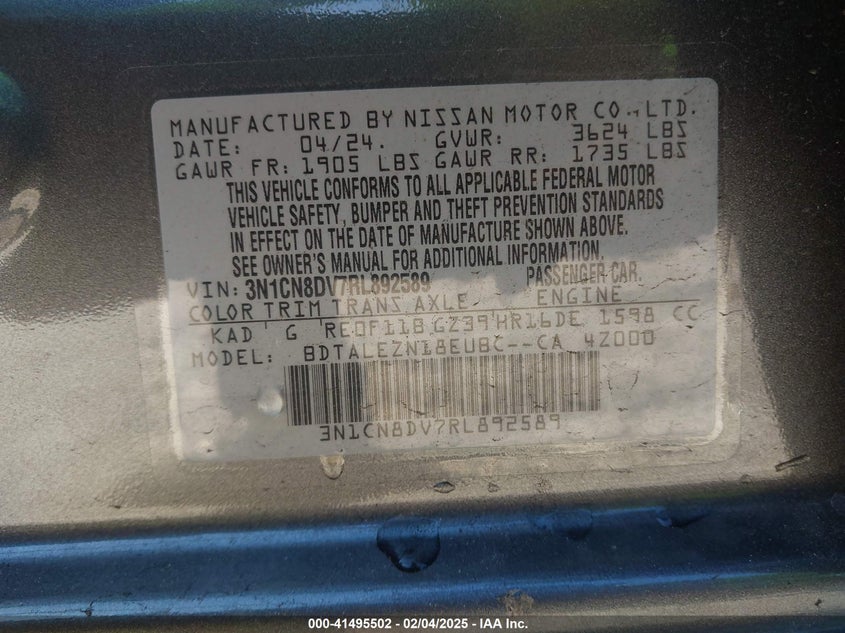 MANUFACTURED BY NISSAN MOTOR CO.,LTD.
DATE: 04/24. GVWR: 3624 LBS
GAWR FR: 1905 LBS GAWR RR: 1735 LBS
THIS VEHICLE CONFORMS TO ALL APPLICABLE FEDERAL MOTOR
VEHICLE SAFETY, BUMPER AND THEFT PREVENTION STANDARDS
IN EFFECT ON THE DATE OF MANUFACTURE SHOWN ABOVE.
SEE OWNER'S MANUAL FOR ADDITIONAL INFORMATION.
VIN: 3N1CN8DV7RL892589 PASSENGER CAR.
COLOR TRIM TRANS. AXLE ENGINE
KAD G RE0F11B GZ39 HR16DE 1598 CC
MODEL: BDTALEZN18EUBC--CA 4Z000
3N1CN8DV7RL892589
000-41495502 - 02/04/2025 - IAA Inc.